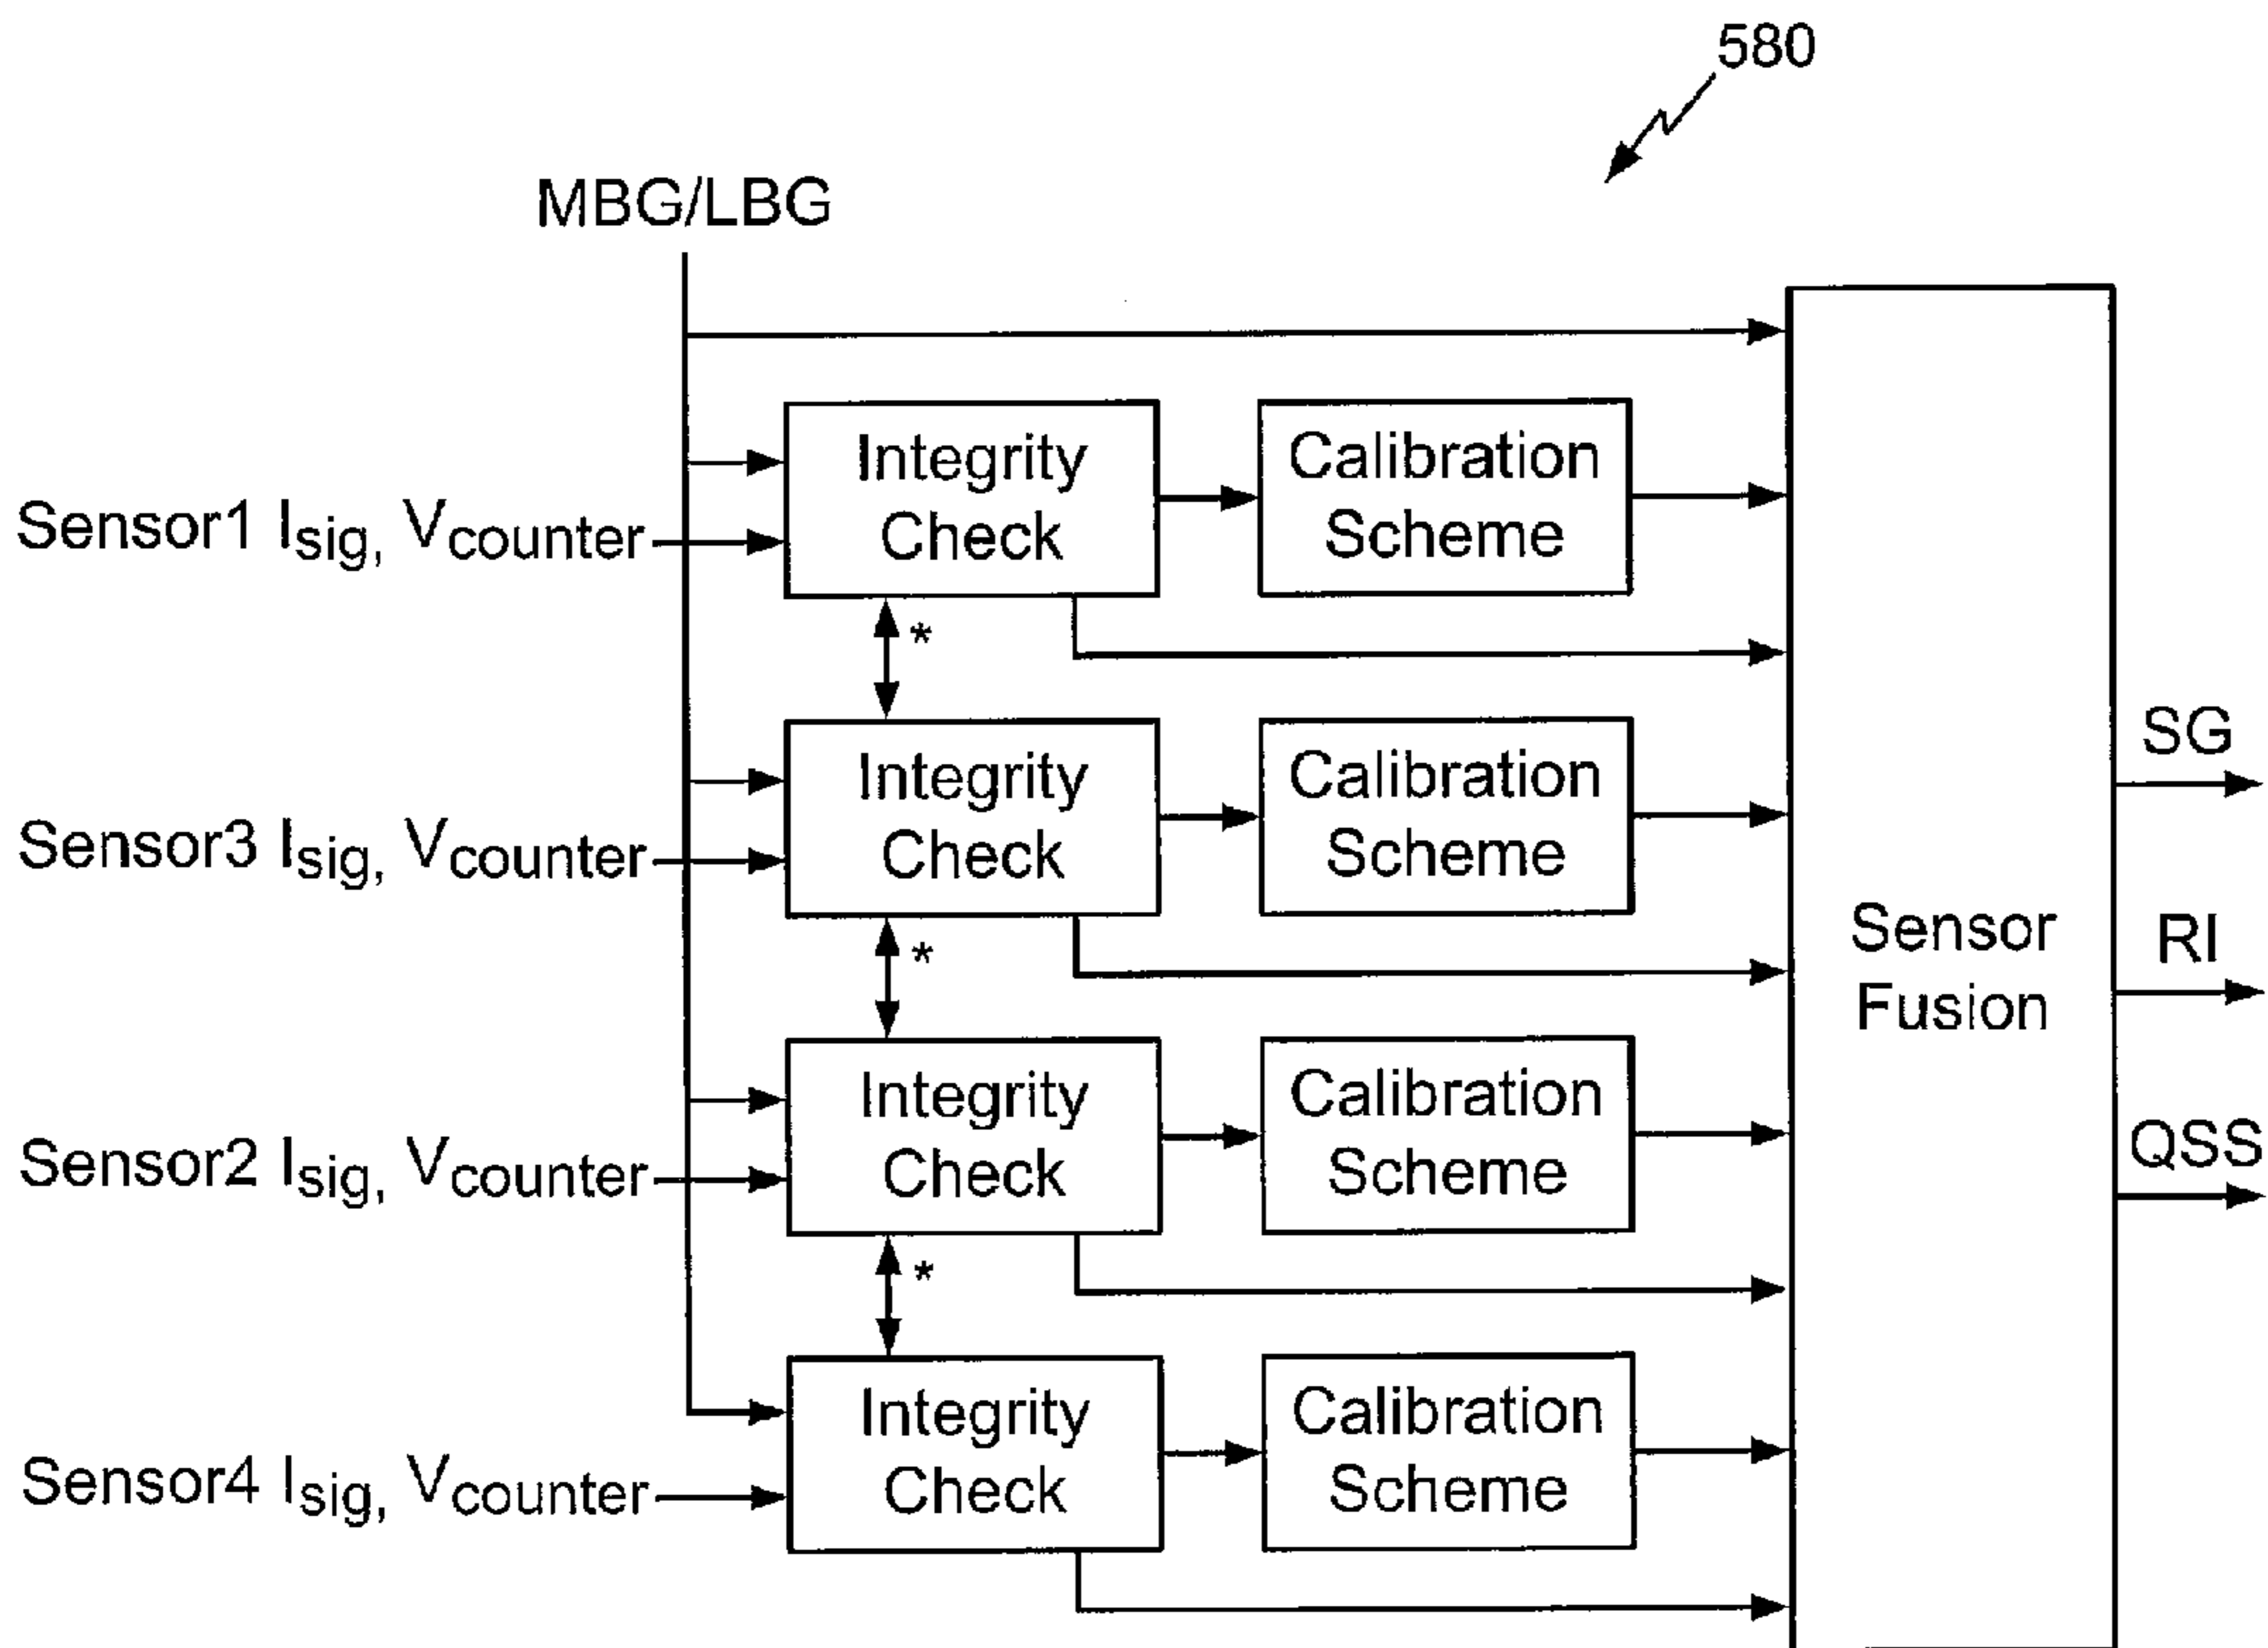 580
MBG/LBG
Integrity
Check
Calibration
Scheme
Sensor1 Isig, Vcounter
*
Integrity
Check
Calibration
Scheme
Sensor3 Isig, Vcounter
SG
*
Sensor
Fusion
RI
Integrity
Check
Calibration
Scheme
Sensor2 Isig, Vcounter
QSS
*
Integrity
Check
Calibration
Scheme
Sensor4 Isig, Vcounter